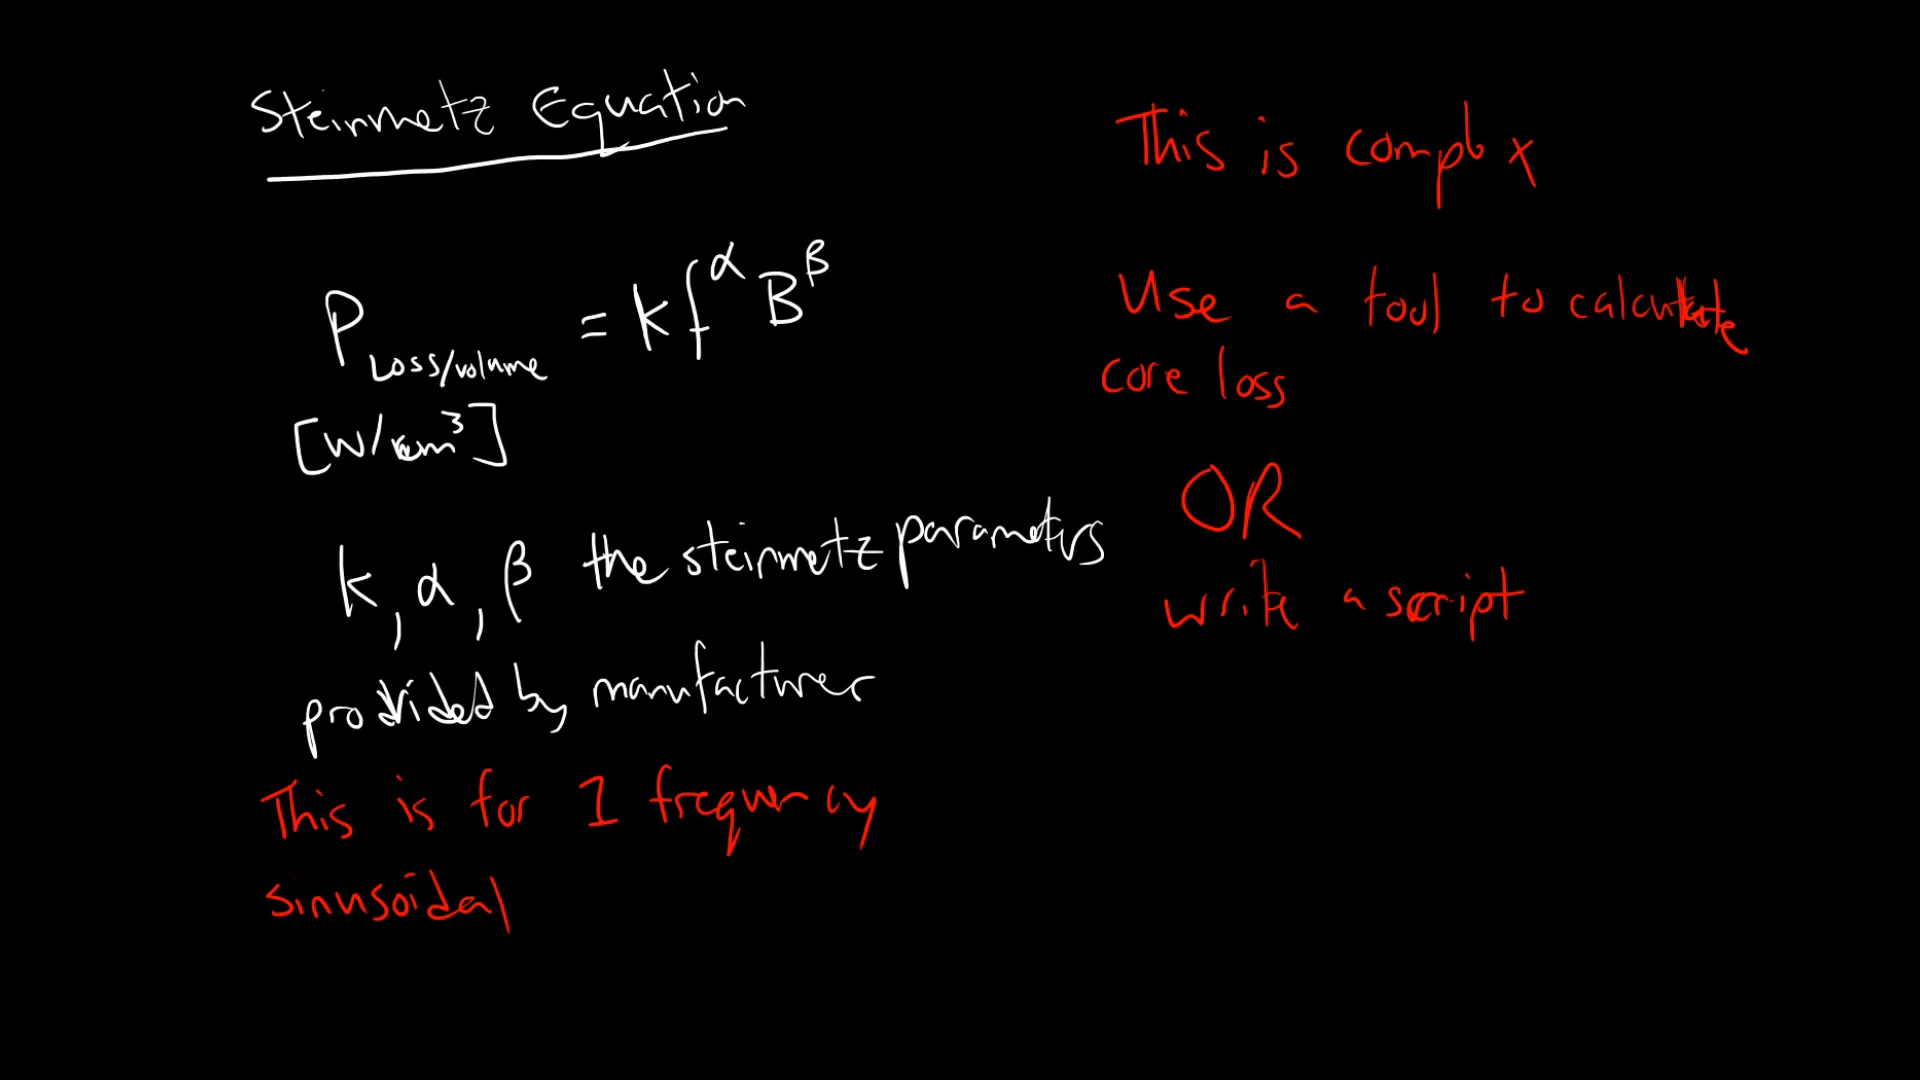 Steinmetz Equation
P Loss/volume = k f^α B^β
[W/cm³]
k, α, β the steinmetz parameters
provided by manufacturer
This is for 1 frequency
sinusoidal
This is complex
Use a tool to calculate
core loss
OR
write a script